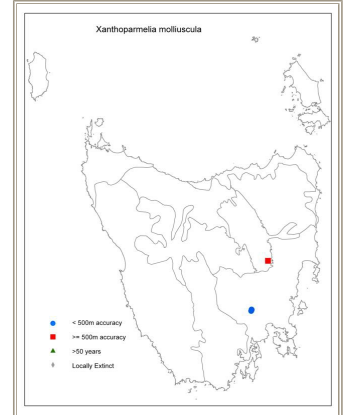 Xanthoparmelia molliuscula
< 500m accuracy
>= 500m accuracy
>50 years
Locally Extinct